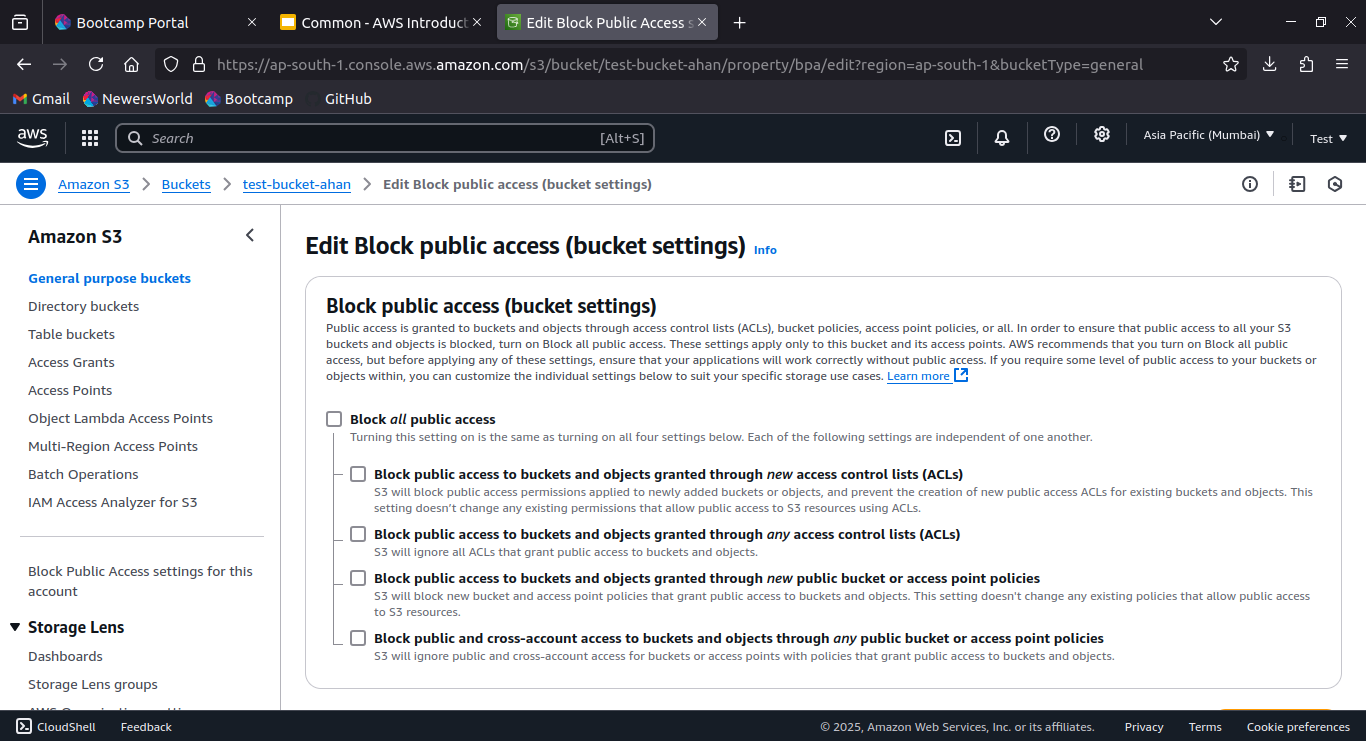 Bootcamp Portal
Common - AWS Introduct
Edit Block Public Access s
https://ap-south-1.console.aws.amazon.com/s3/bucket/test-bucket-ahan/property/bpa/edit?region=ap-south-1&bucketType=general
Gmail
NewersWorld
Bootcamp
GitHub
aws
Search
[Alt+S]
Asia Pacific (Mumbai)
Test
Amazon S3
Buckets
test-bucket-ahan
Edit Block public access (bucket settings)
Amazon S3
General purpose buckets
Directory buckets
Table buckets
Access Grants
Access Points
Object Lambda Access Points
Multi-Region Access Points
Batch Operations
IAM Access Analyzer for S3
Block Public Access settings for this
account
Storage Lens
Dashboards
Storage Lens groups
Edit Block public access (bucket settings) Info
Block public access (bucket settings)
Public access is granted to buckets and objects through access control lists (ACLs), bucket policies, access point policies, or all. In order to ensure that public access to all your S3
buckets and objects is blocked, turn on Block all public access. These settings apply only to this bucket and its access points. AWS recommends that you turn on Block all public
access, but before applying any of these settings, ensure that your applications will work correctly without public access. If you require some level of public access to your buckets or
objects within, you can customize the individual settings below to suit your specific storage use cases. Learn more
Block all public access
Turning this setting on is the same as turning on all four settings below. Each of the following settings are independent of one another.
Block public access to buckets and objects granted through new access control lists (ACLs)
S3 will block public access permissions applied to newly added buckets or objects, and prevent the creation of new public access ACLs for existing buckets and objects. This
setting doesn't change any existing permissions that allow public access to S3 resources using ACLs.
Block public access to buckets and objects granted through any access control lists (ACLs)
S3 will ignore all ACLs that grant public access to buckets and objects.
Block public access to buckets and objects granted through new public bucket or access point policies
S3 will block new bucket and access point policies that grant public access to buckets and objects. This setting doesn't change any existing policies that allow public access
to S3 resources.
Block public and cross-account access to buckets and objects through any public bucket or access point policies
S3 will ignore public and cross-account access for buckets or access points with policies that grant public access to buckets and objects.
CloudShell
Feedback
© 2025, Amazon Web Services, Inc. or its affiliates.
Privacy
Terms
Cookie preferences